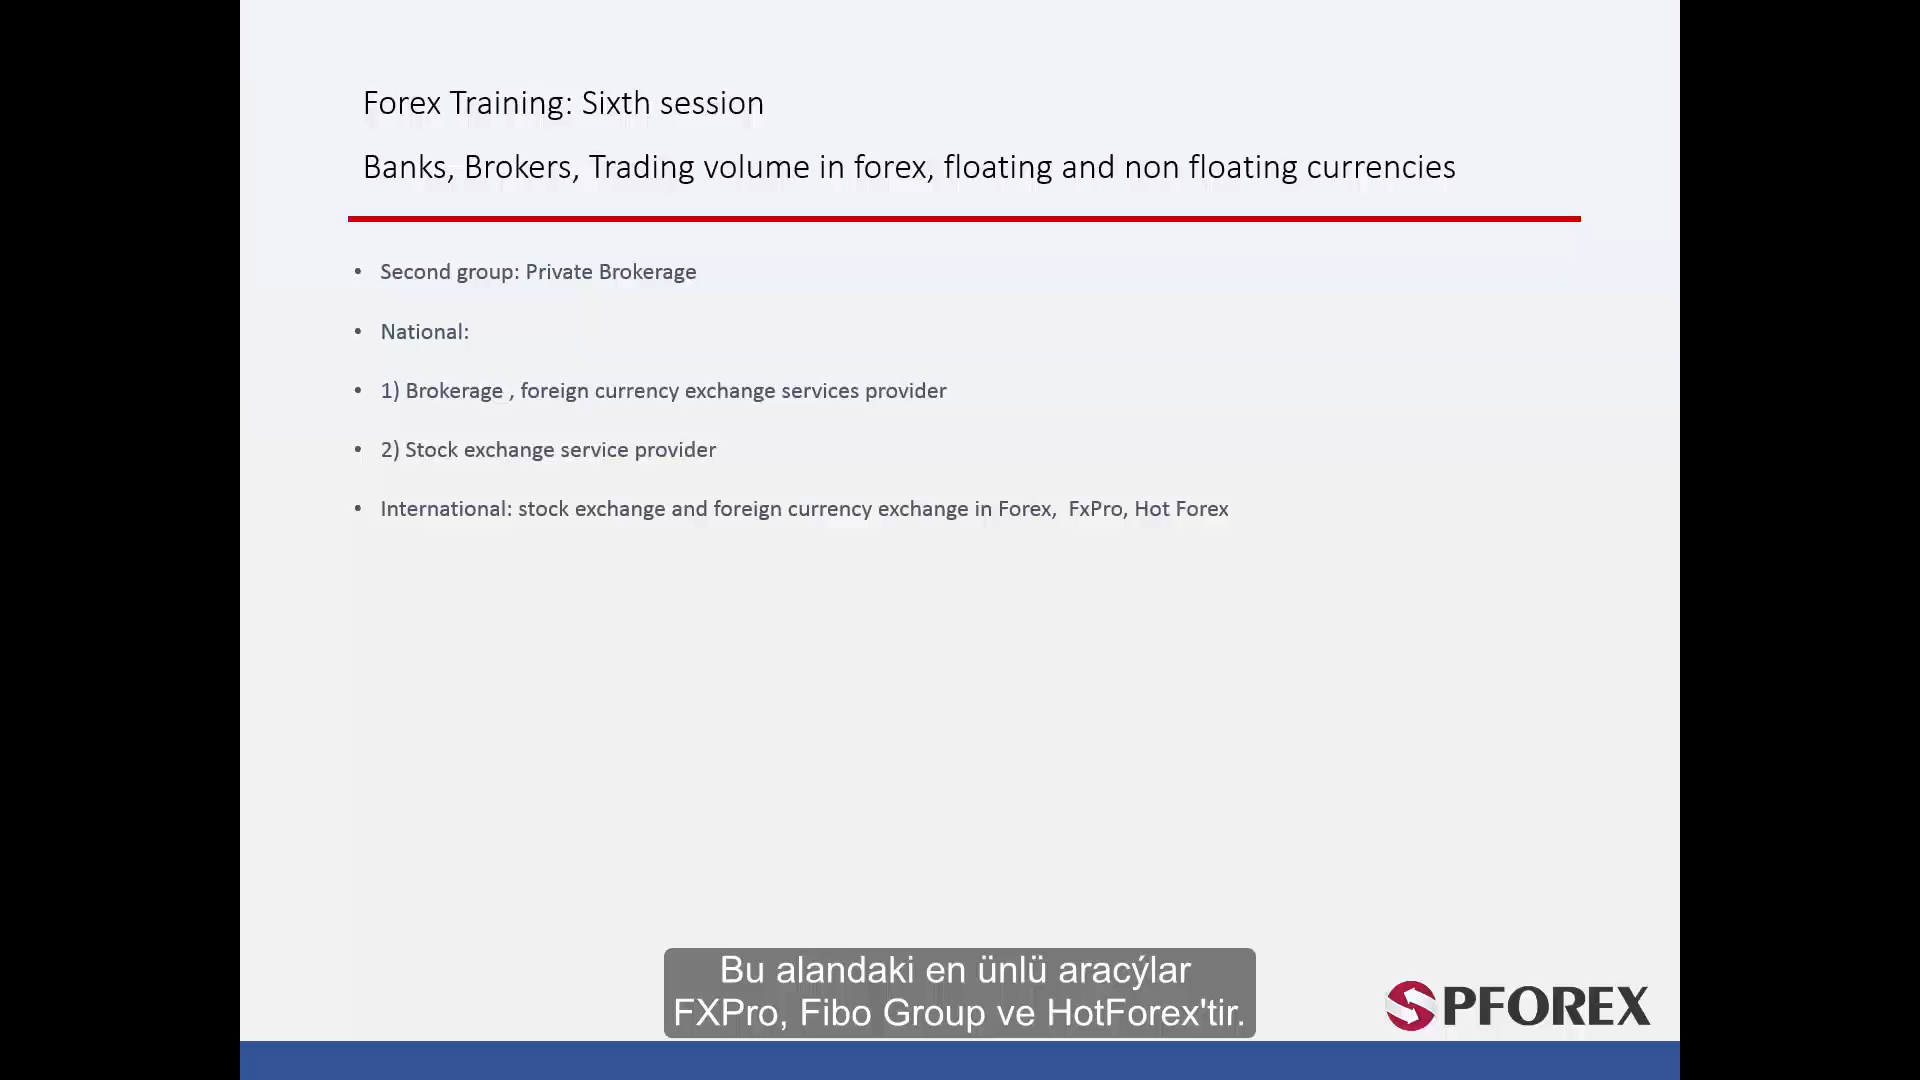 Forex Training: Sixth session
Banks, Brokers, Trading volume in forex, floating and non floating currencies
• Second group: Private Brokerage
• National:
• 1) Brokerage , foreign currency exchange services provider
• 2) Stock exchange service provider
• International: stock exchange and foreign currency exchange in Forex,  FxPro, Hot Forex
Bu alandaki en ünlü aracýlar
FXPro, Fibo Group ve HotForex'tir.
SPFOREX